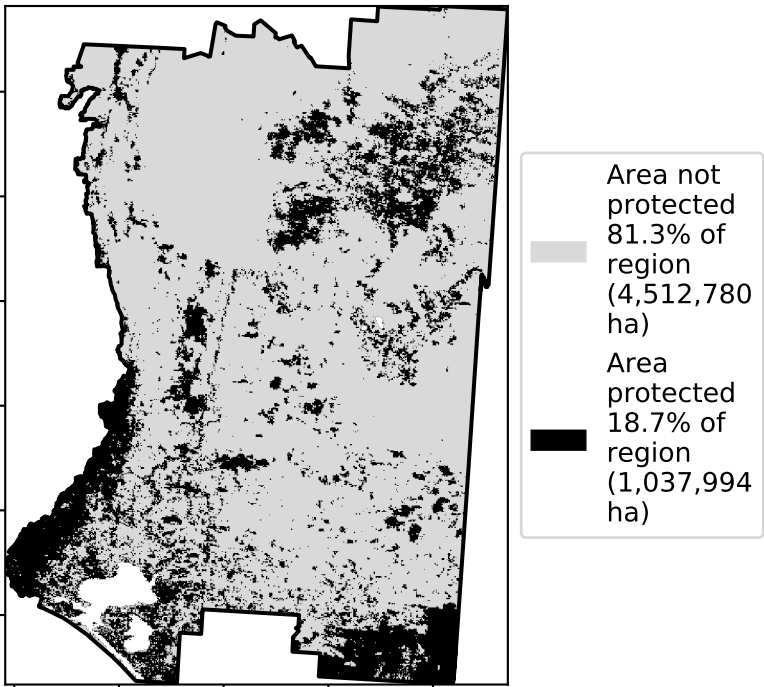 Area not
protected
81.3% of
region
(4,512,780
ha)
Area
protected
18.7% of
region
(1,037,994
ha)